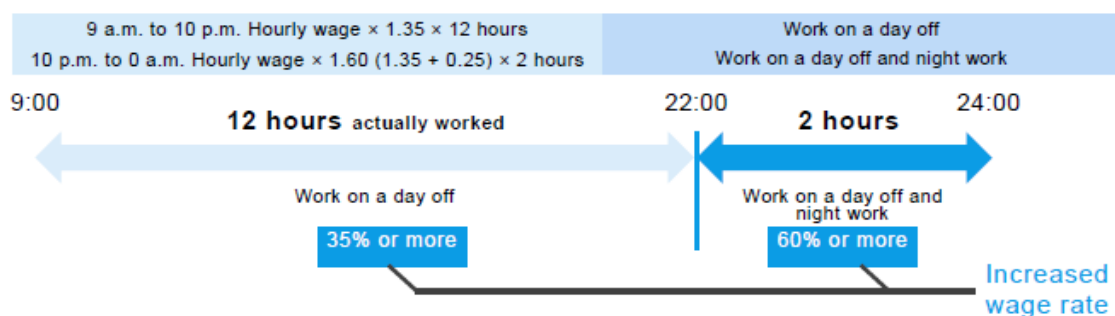 9 a.m. to 10 p.m. Hourly wage × 1.35 × 12 hours
Work on a day off
10 p.m. to 0 a.m. Hourly wage × 1.60 (1.35 + 0.25) × 2 hours
Work on a day off and night work
9:00
22:00
24:00
12 hours actually worked
2 hours
Work on a day off
Work on a day off and
night work
35% or more
60% or more
Increased
wage rate